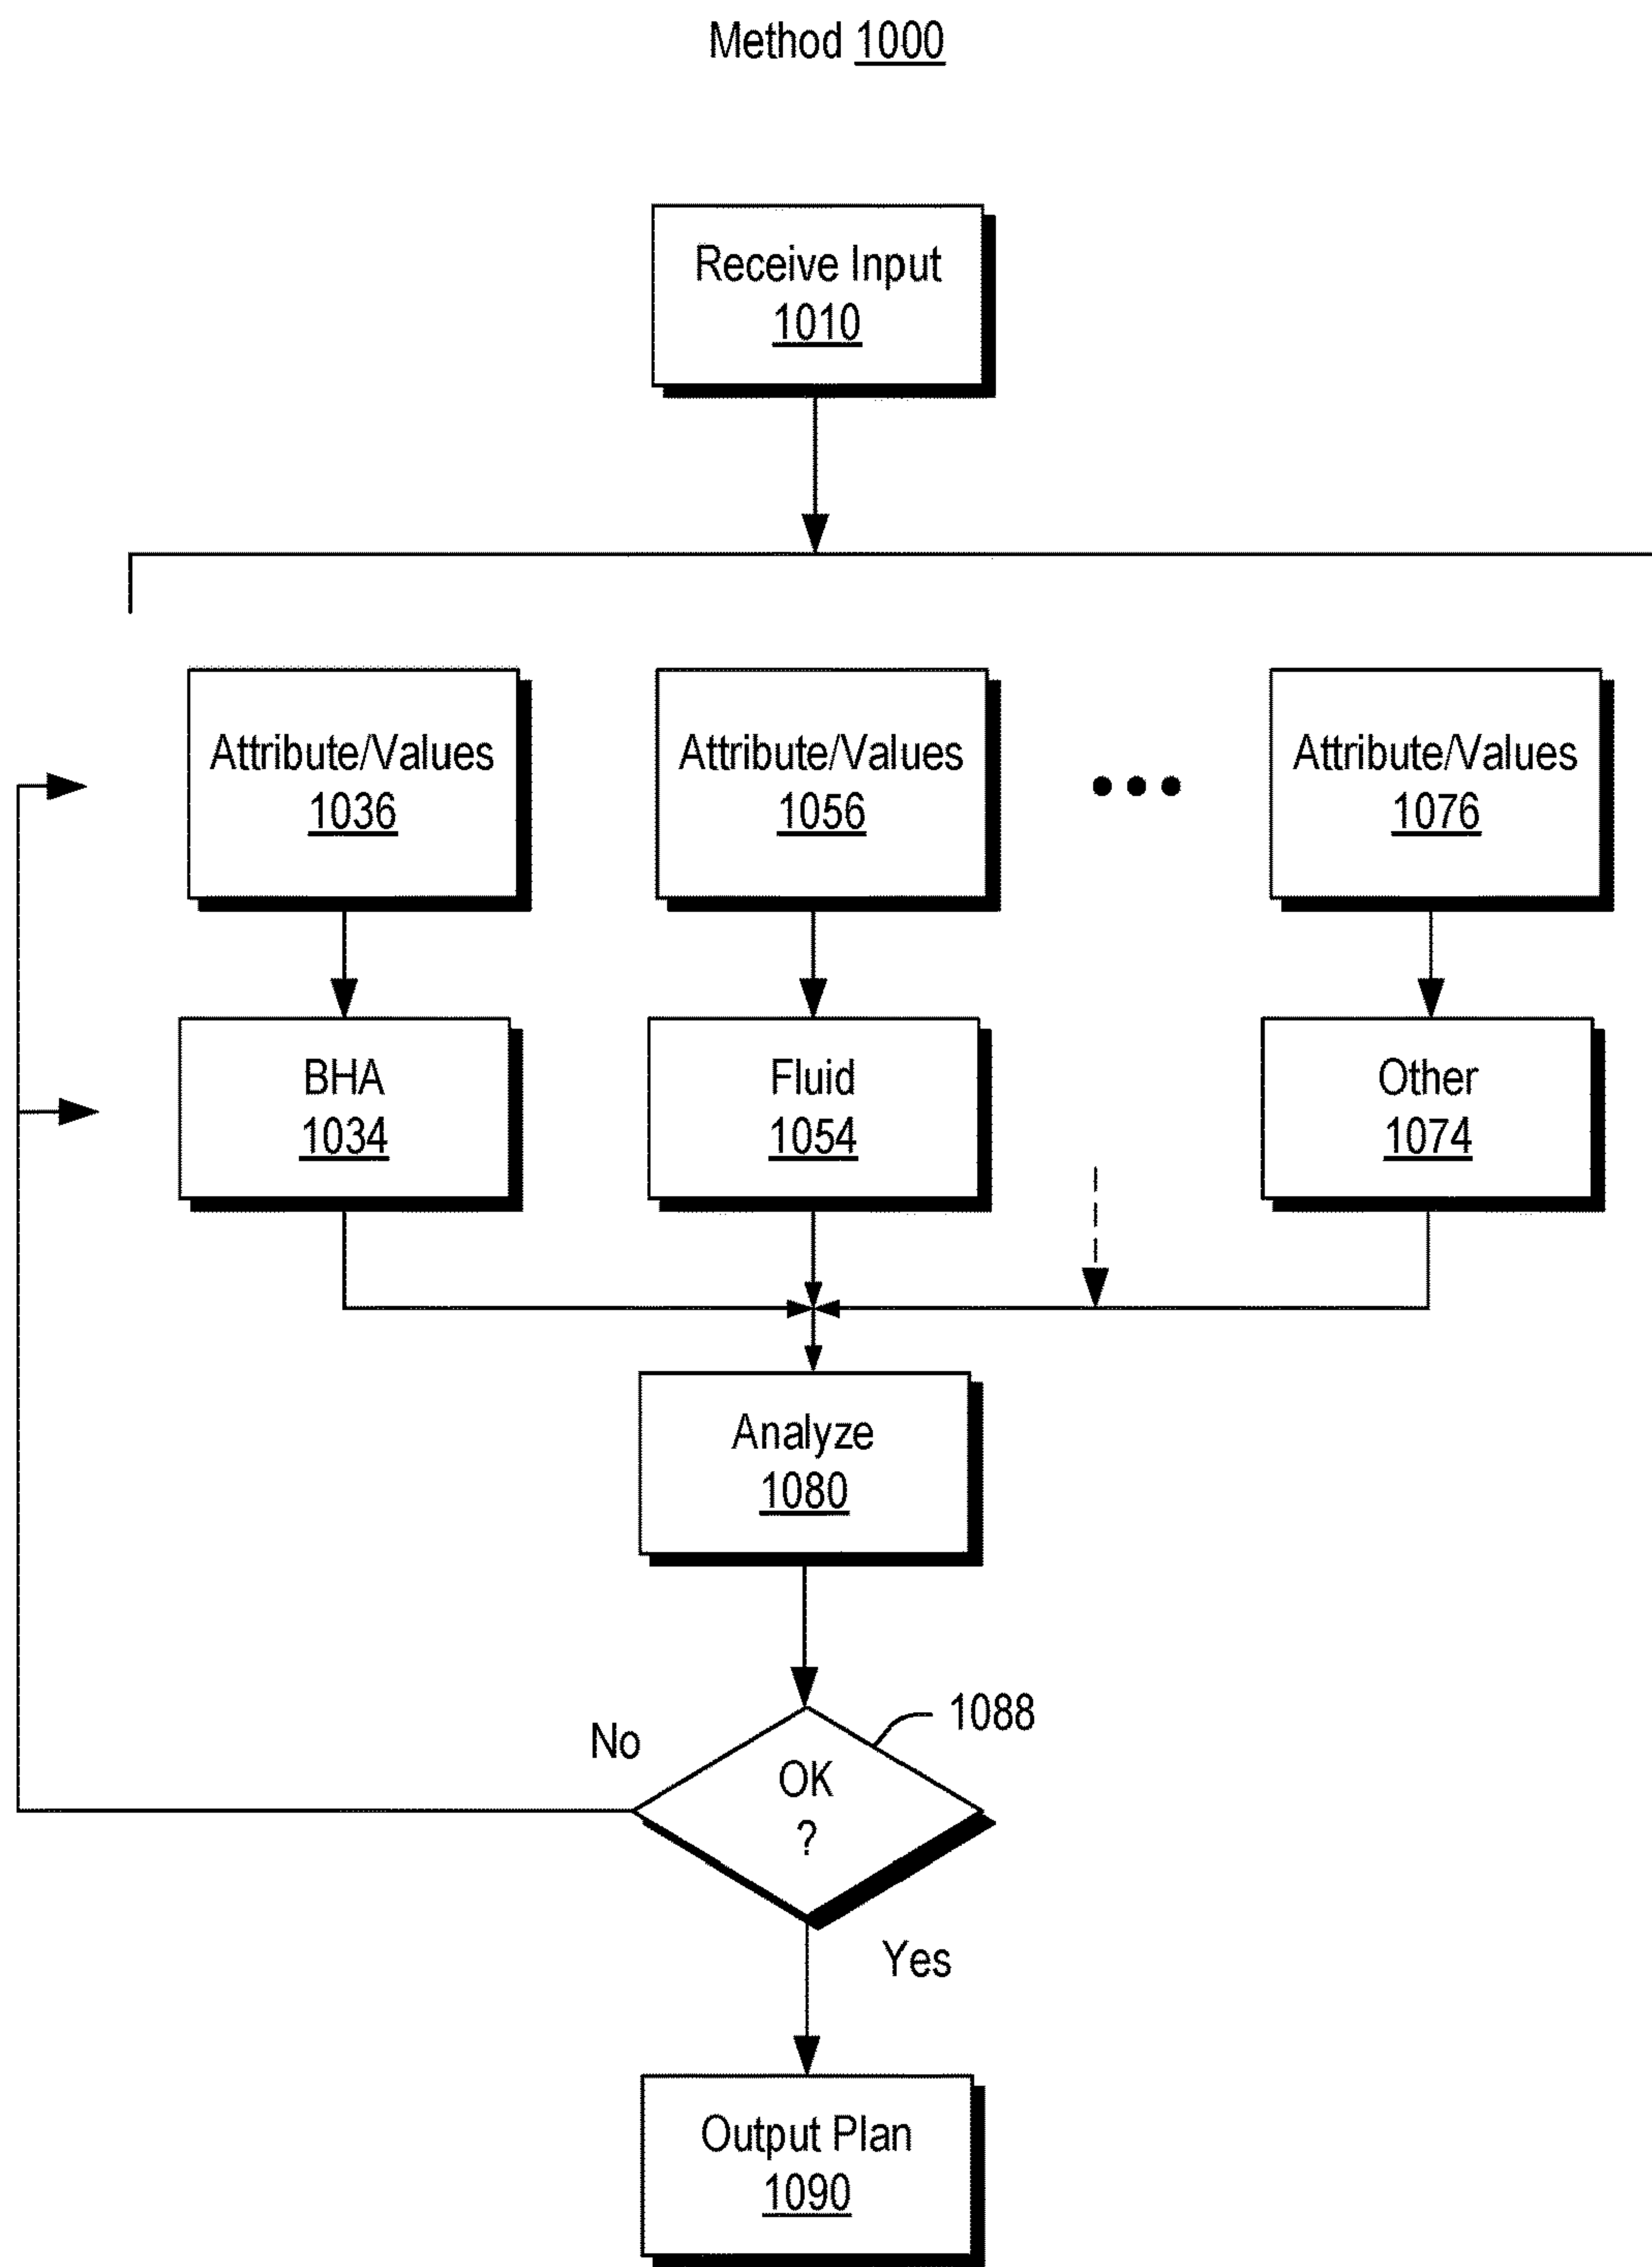 Method 1000
Receive Input
1010
Attribute/Values
1036
Attribute/Values
1056
Attribute/Values
1076
BHA
1034
Fluid
1054
Other
1074
Analyze
1080
1088
No
OK
?
Yes
Output Plan
1090